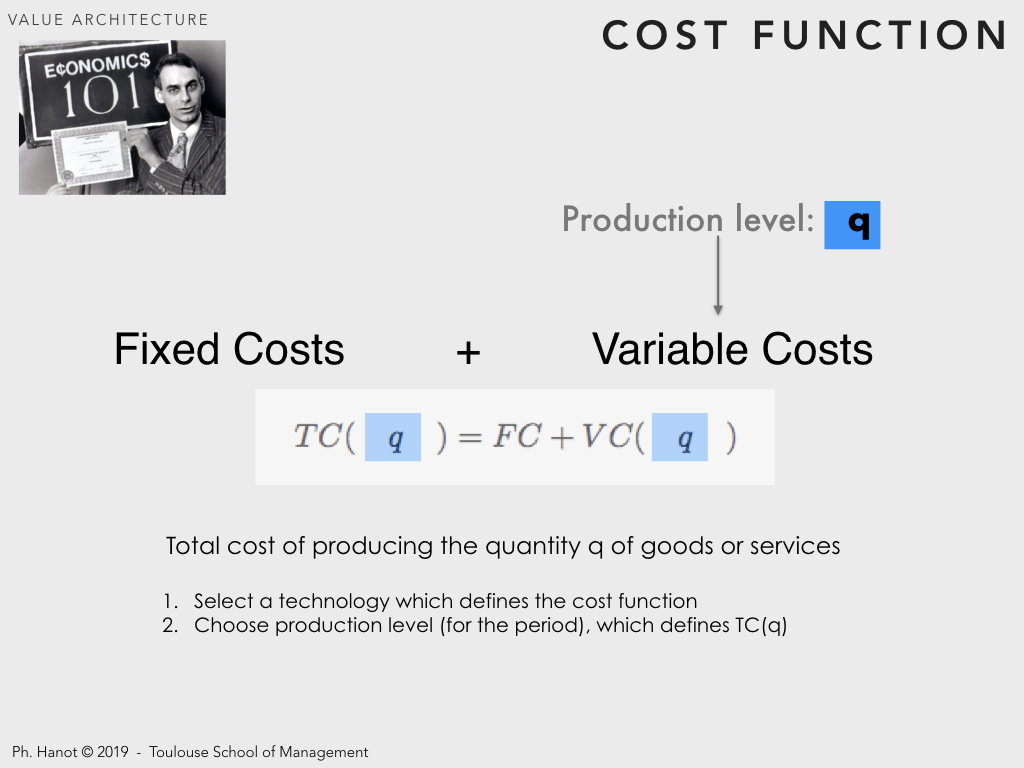 VALUE ARCHITECTURE
COST FUNCTION
E¢ONOMIC$
101
Production level: q
Fixed Costs + Variable Costs
TC( q ) = FC + VC( q )
Total cost of producing the quantity q of goods or services
1. Select a technology which defines the cost function
2. Choose production level (for the period), which defines TC(q)
Ph. Hanot © 2019 - Toulouse School of Management